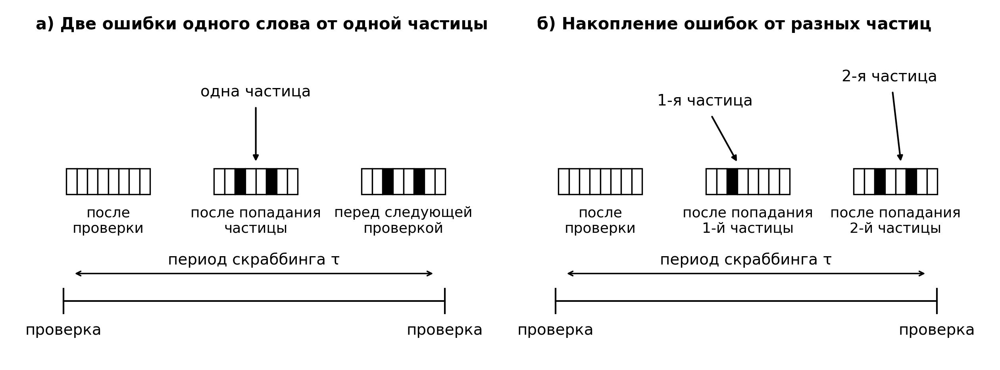 а) Две ошибки одного слова от одной частицы
одна частица
после
проверки
после попадания
частицы
перед следующей
проверкой
период скраббинга τ
проверка
проверка
б) Накопление ошибок от разных частиц
1-я частица
2-я частица
после
проверки
после попадания
1-й частицы
после попадания
2-й частицы
период скраббинга τ
проверка
проверка